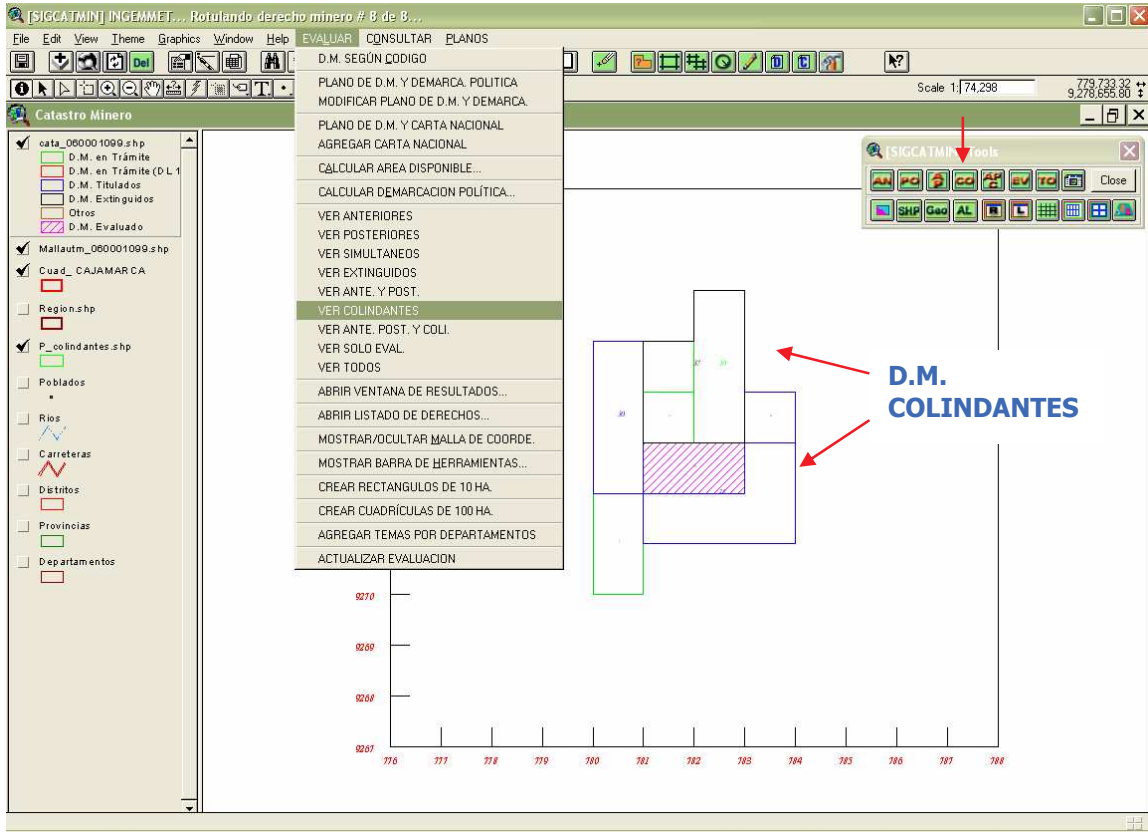 [SIGCATMIN] INGEMMET... Rotulando derecho minero # 8 de 8...
File Edit View Theme Graphics Window Help EVALUAR CONSULTAR PLANOS
Del
Scale 1: 74,298
779,733.32
9,278,655.80
Catastro Minero
cata_060001099.shp
D.M. en Trámite
D.M. en Trámite (D L 1
D.M. Titulados
D.M. Extinguidos
Otros
D.M. Evaluado
Mallautm_060001099.shp
Cuad_ CAJAMARCA
Region.shp
P_colindantes.shp
Poblados
Rios
Carreteras
Distritos
Provincias
Departamentos
D.M. SEGÚN CODIGO
PLANO DE D.M. Y DEMARCA. POLITICA
MODIFICAR PLANO DE D.M. Y DEMARCA.
PLANO DE D.M. Y CARTA NACIONAL
AGREGAR CARTA NACIONAL
CALCULAR AREA DISPONIBLE...
CALCULAR DEMARCACION POLÍTICA...
VER ANTERIORES
VER POSTERIORES
VER SIMULTANEOS
VER EXTINGUIDOS
VER ANTE. Y POST.
VER COLINDANTES
VER ANTE. POST. Y COLI.
VER SOLO EVAL.
VER TODOS
ABRIR VENTANA DE RESULTADOS...
ABRIR LISTADO DE DERECHOS...
MOSTRAR/OCULTAR MALLA DE COORDE.
MOSTRAR BARRA DE HERRAMIENTAS...
CREAR RECTANGULOS DE 10 HA.
CREAR CUADRÍCULAS DE 100 HA.
AGREGAR TEMAS POR DEPARTAMENTOS
ACTUALIZAR EVALUACION
[SIGCATMIN] Tools
AN PO CO EV TO Close
SHP Geo AL R L
D.M.
COLINDANTES
9270
9269
9268
9267
776 777 778 779 780 781 782 783 784 785 786 787 788